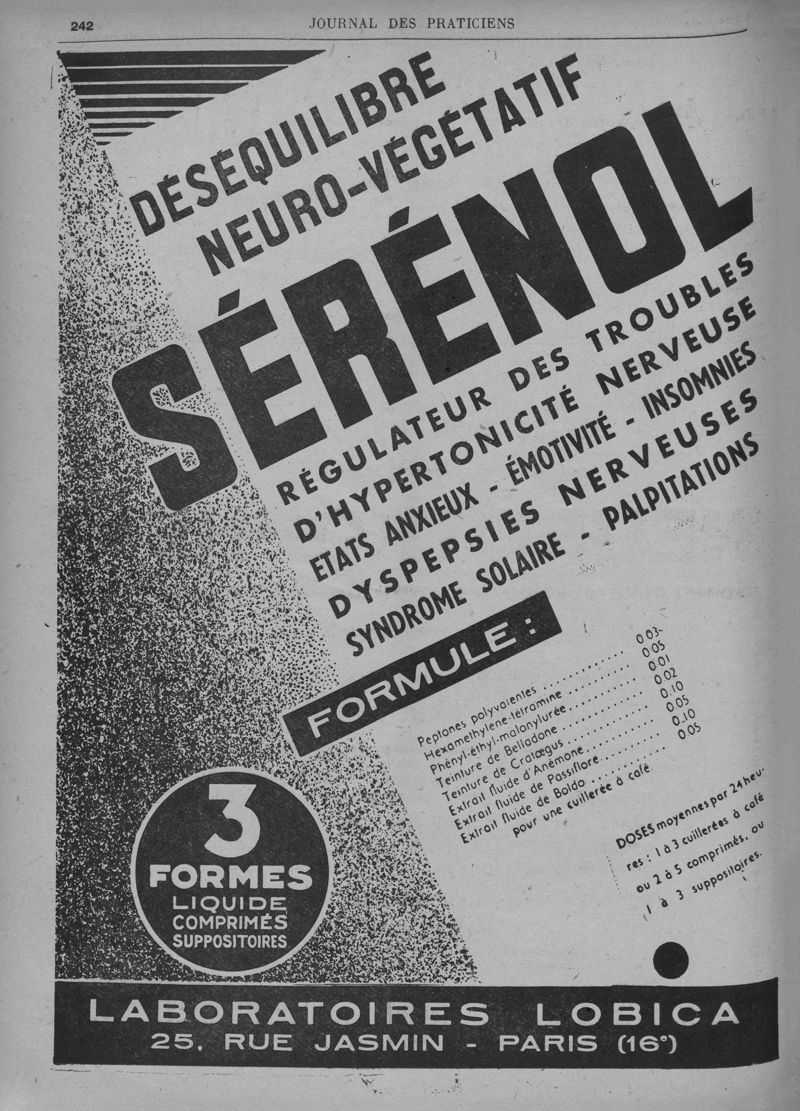 242
JOURNAL DES PRATICIENS
DÉSÉQUILIBRE
NEURO-VÉGÉTATIF
SÉRÉNOL
RÉGULATEUR DES TROUBLES
D'HYPERTONICITÉ NERVEUSE
ETATS ANXIEUX - ÉMOTIVITÉ - INSOMNIES
DYSPEPSIES NERVEUSES
SYNDROME SOLAIRE - PALPITATIONS
FORMULE :
Peptones polyvalentes . . . . . . . . . . . . . 0 03
Hexamethylène-tétramine . . . . . . . . . . 0 05
Phényl-éthyl-malonylurée . . . . . . . . . . 0 01
Teinture de Belladone . . . . . . . . . . . . . 0 02
Teinture de Cratœgus . . . . . . . . . . . . . 0.10
Extrait fluide d'Anémone . . . . . . . . . . . 0.05
Extrait fluide de Passiflore . . . . . . . . . . 0.10
Extrait fluide de Boldo . . . . . . . . . . . . 0.05
pour une cuillerée à café
DOSES moyennes par 24 heu-
res : 1 à 3 cuillerées à café
ou 2 à 5 comprimés, ou
1 à 3 suppositoires.
3
FORMES
LIQUIDE
COMPRIMÉS
SUPPOSITOIRES
LABORATOIRES LOBICA
25, RUE JASMIN - PARIS (16e)